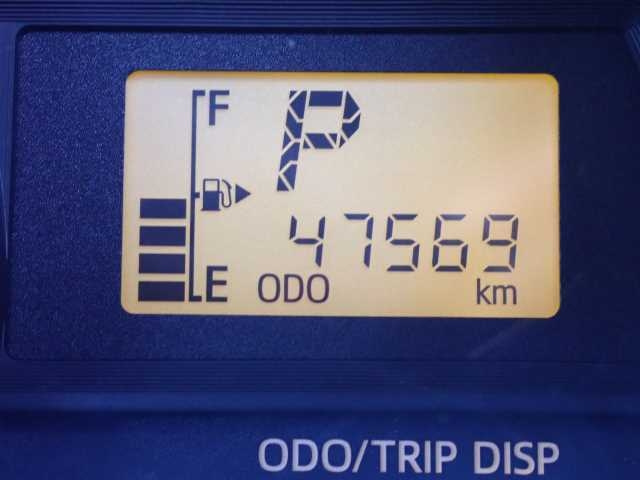 F
P
47569
E ODO km
ODO/TRIP DISP